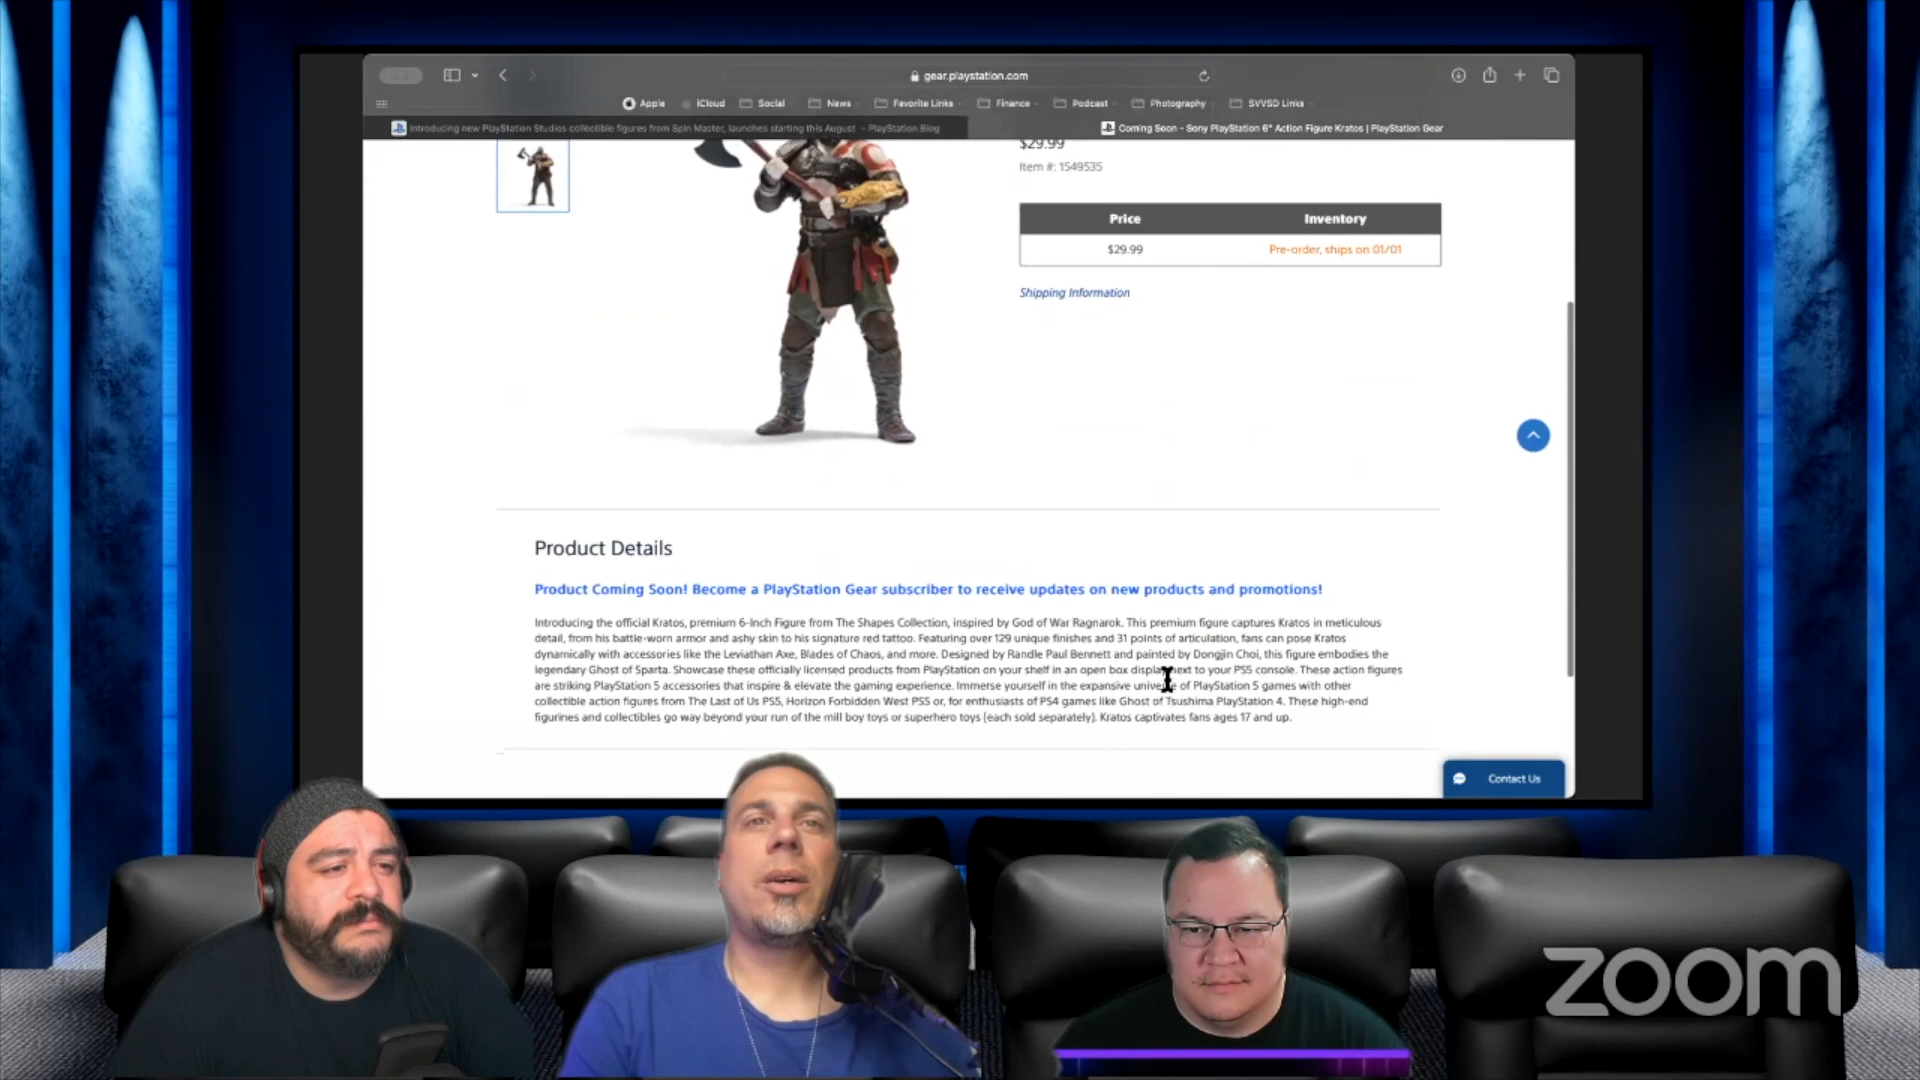 gear.playstation.com
Apple iCloud Social News Favorite Links Finance Podcast Photography SVVSD Links
Introducing new PlayStation Studios collectible figures from Spin Master, launches starting this August – PlayStation.Blog
Coming Soon - Sony PlayStation 6" Action Figure Kratos | PlayStation Gear
$29.99
Item #: 1549535
Price Inventory
$29.99 Pre-order, ships on 01/01
Shipping Information
Product Details
Product Coming Soon! Become a PlayStation Gear subscriber to receive updates on new products and promotions!
Introducing the official Kratos, premium 6-Inch Figure from The Shapes Collection, inspired by God of War Ragnarok. This premium figure captures Kratos in meticulous
detail, from his battle-worn armor and ashy skin to his signature red tattoo. Featuring over 129 unique finishes and 31 points of articulation, fans can pose Kratos
dynamically with accessories like the Leviathan Axe, Blades of Chaos, and more. Designed by Randle Paul Bennett and painted by Dongjin Choi, this figure embodies the
legendary Ghost of Sparta. Showcase these officially licensed products from PlayStation on your shelf in an open box display next to your PS5 console. These action figures
are striking PlayStation 5 accessories that inspire & elevate the gaming experience. Immerse yourself in the expansive universe of PlayStation 5 games with other
collectible action figures from The Last of Us PS5, Horizon Forbidden West PS5 or, for enthusiasts of PS4 games like Ghost of Tsushima PlayStation 4. These high-end
figurines and collectibles go way beyond your run of the mill boy toys or superhero toys (each sold separately). Kratos captivates fans ages 17 and up.
Contact Us
zoom